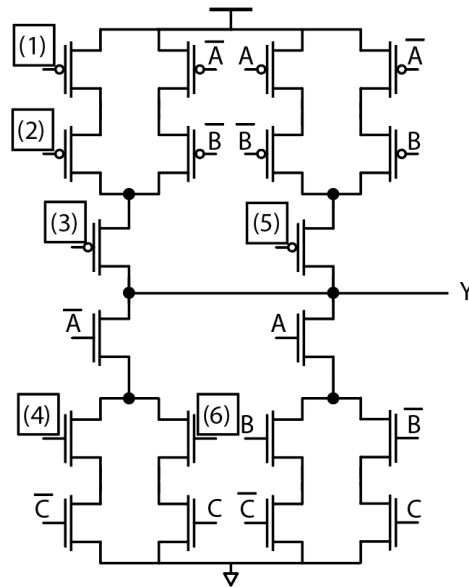 (1) A̅ A A̅
(2) B̅ B̅ B
(3) (5)
Y
A̅ A
(4) (6) B B̅
C̅ C C̅ C